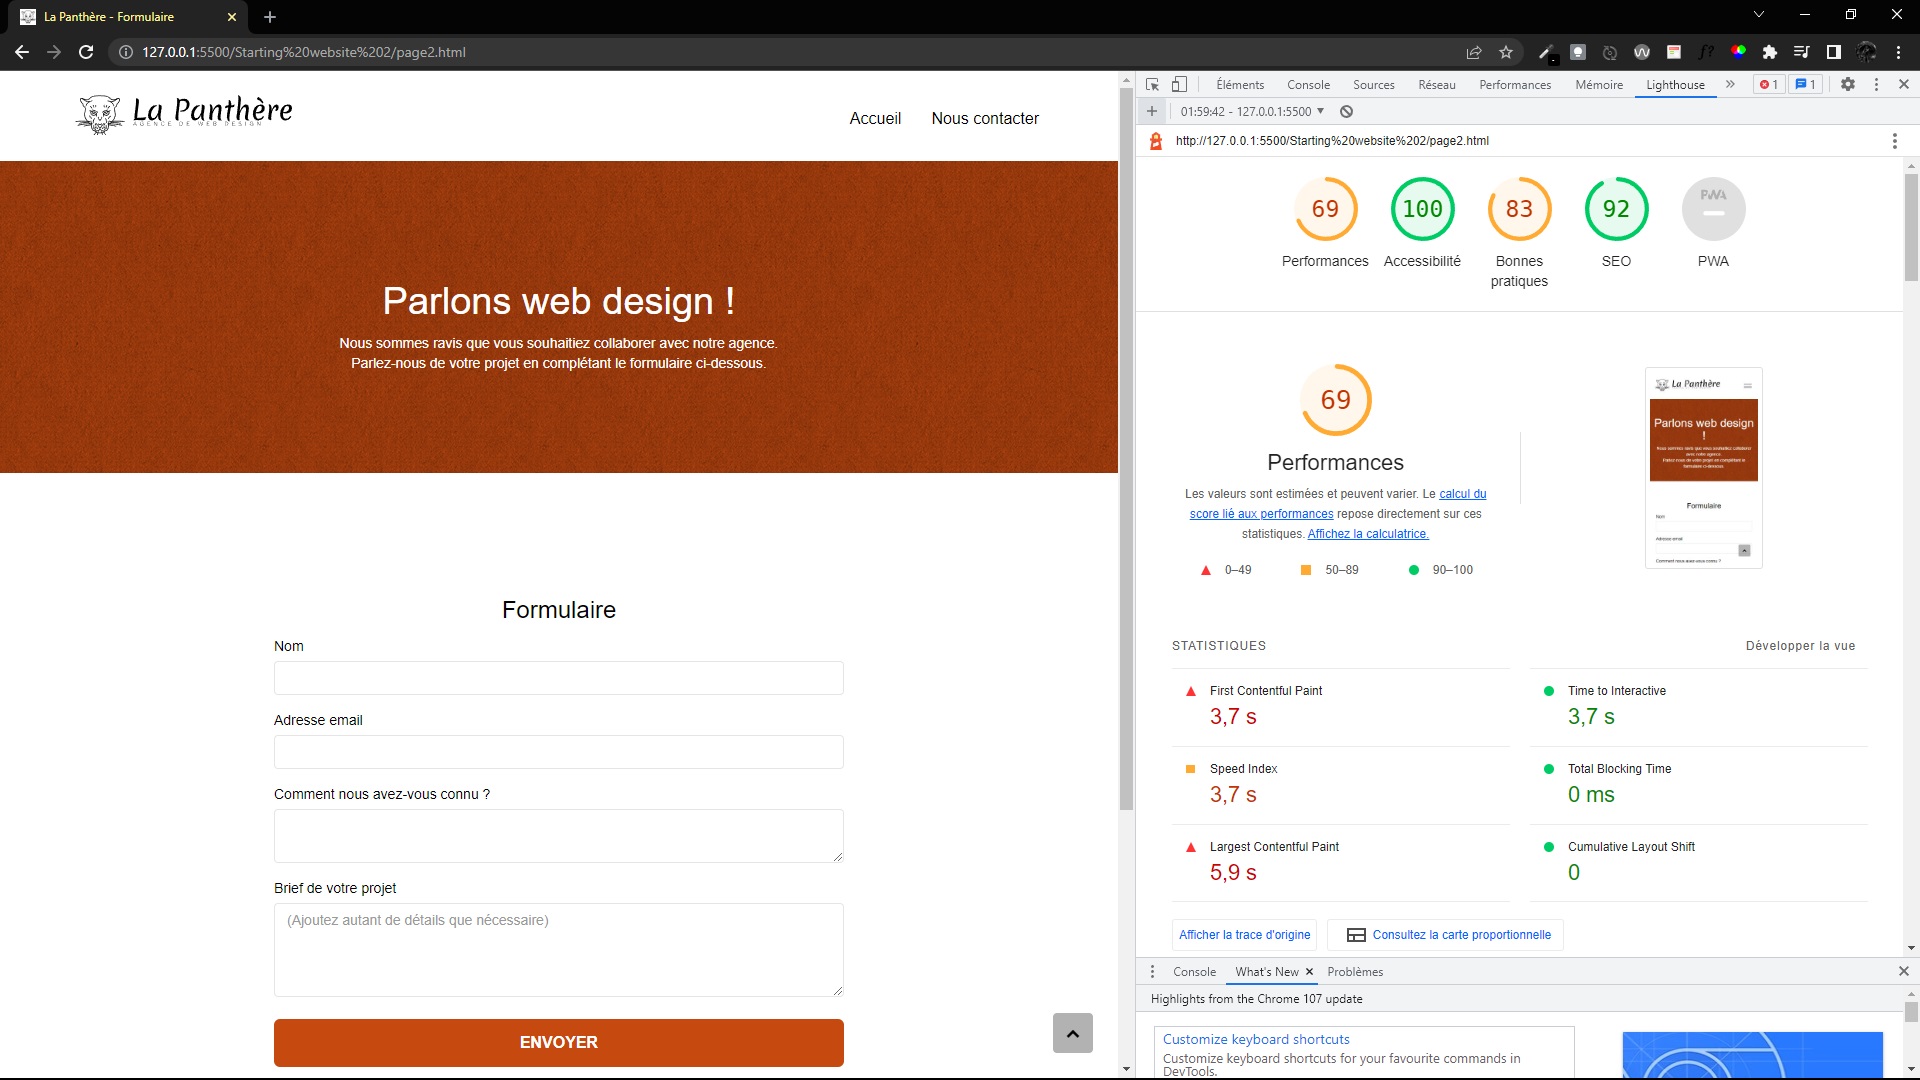 La Panthère - Formulaire
127.0.0.1:5500/Starting%20website%202/page2.html
La Panthère
AGENCE DE WEB DESIGN
Accueil
Nous contacter
Parlons web design !
Nous sommes ravis que vous souhaitiez collaborer avec notre agence.
Parlez-nous de votre projet en complétant le formulaire ci-dessous.
Formulaire
Nom
Adresse email
Comment nous avez-vous connu ?
Brief de votre projet
(Ajoutez autant de détails que nécessaire)
ENVOYER
Éléments Console Sources Réseau Performances Mémoire Lighthouse 1 1
01:59:42 - 127.0.0.1:5500
http://127.0.0.1:5500/Starting%20website%202/page2.html
69 100 83 92 PWA
Performances Accessibilité Bonnes pratiques SEO PWA
69
Performances
Les valeurs sont estimées et peuvent varier. Le calcul du
score lié aux performances repose directement sur ces
statistiques. Affichez la calculatrice.
0–49 50–89 90–100
La Panthère
Parlons web design
!
Formulaire
Nom
Adresse email
Comment nous avez-vous connu ?
STATISTIQUES
Développer la vue
First Contentful Paint
3,7 s
Time to Interactive
3,7 s
Speed Index
3,7 s
Total Blocking Time
0 ms
Largest Contentful Paint
5,9 s
Cumulative Layout Shift
0
Afficher la trace d'origine
Consultez la carte proportionnelle
Console What's New Problèmes
Highlights from the Chrome 107 update
Customize keyboard shortcuts
Customize keyboard shortcuts for your favourite commands in
DevTools.